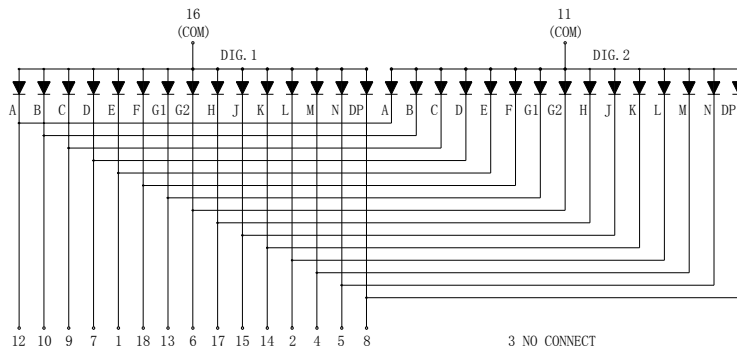 16 11
(COM) (COM)
DIG.1 DIG.2
A B C D E F G1 G2 H J K L M N DP A B C D E F G1 G2 H J K L M N DP
12 10 9 7 1 18 13 6 17 15 14 2 4 5 8 3 NO CONNECT